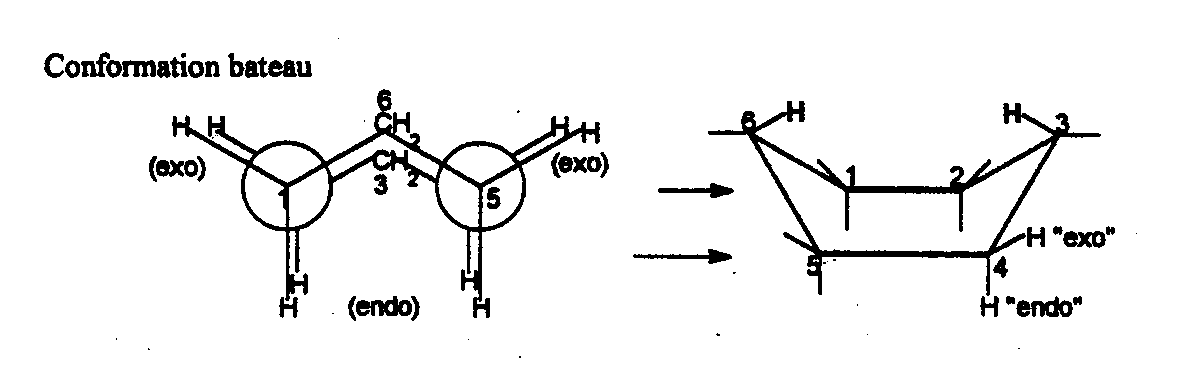 Conformation bateau
6
H H CH2 H H
(exo) CH2 (exo)
3
1 5
H H
H (endo) H
6 H H 3
1 2
H "exo"
5 4
H "endo"